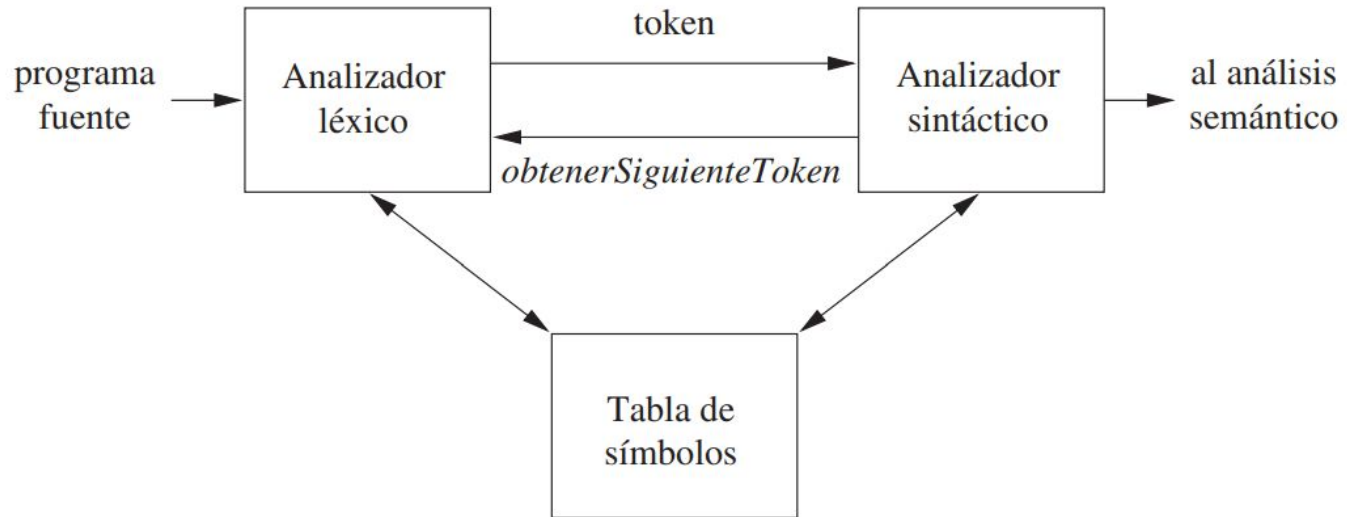 token
programa
fuente
Analizador
léxico
Analizador
sintáctico
al análisis
semántico
obtenerSiguienteToken
Tabla de
símbolos